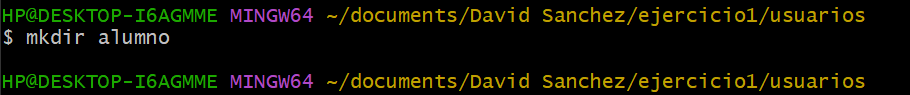 HP@DESKTOP-I6AGMME MINGW64 ~/documents/David Sanchez/ejercicio1/usuarios
$ mkdir alumno
HP@DESKTOP-I6AGMME MINGW64 ~/documents/David Sanchez/ejercicio1/usuarios